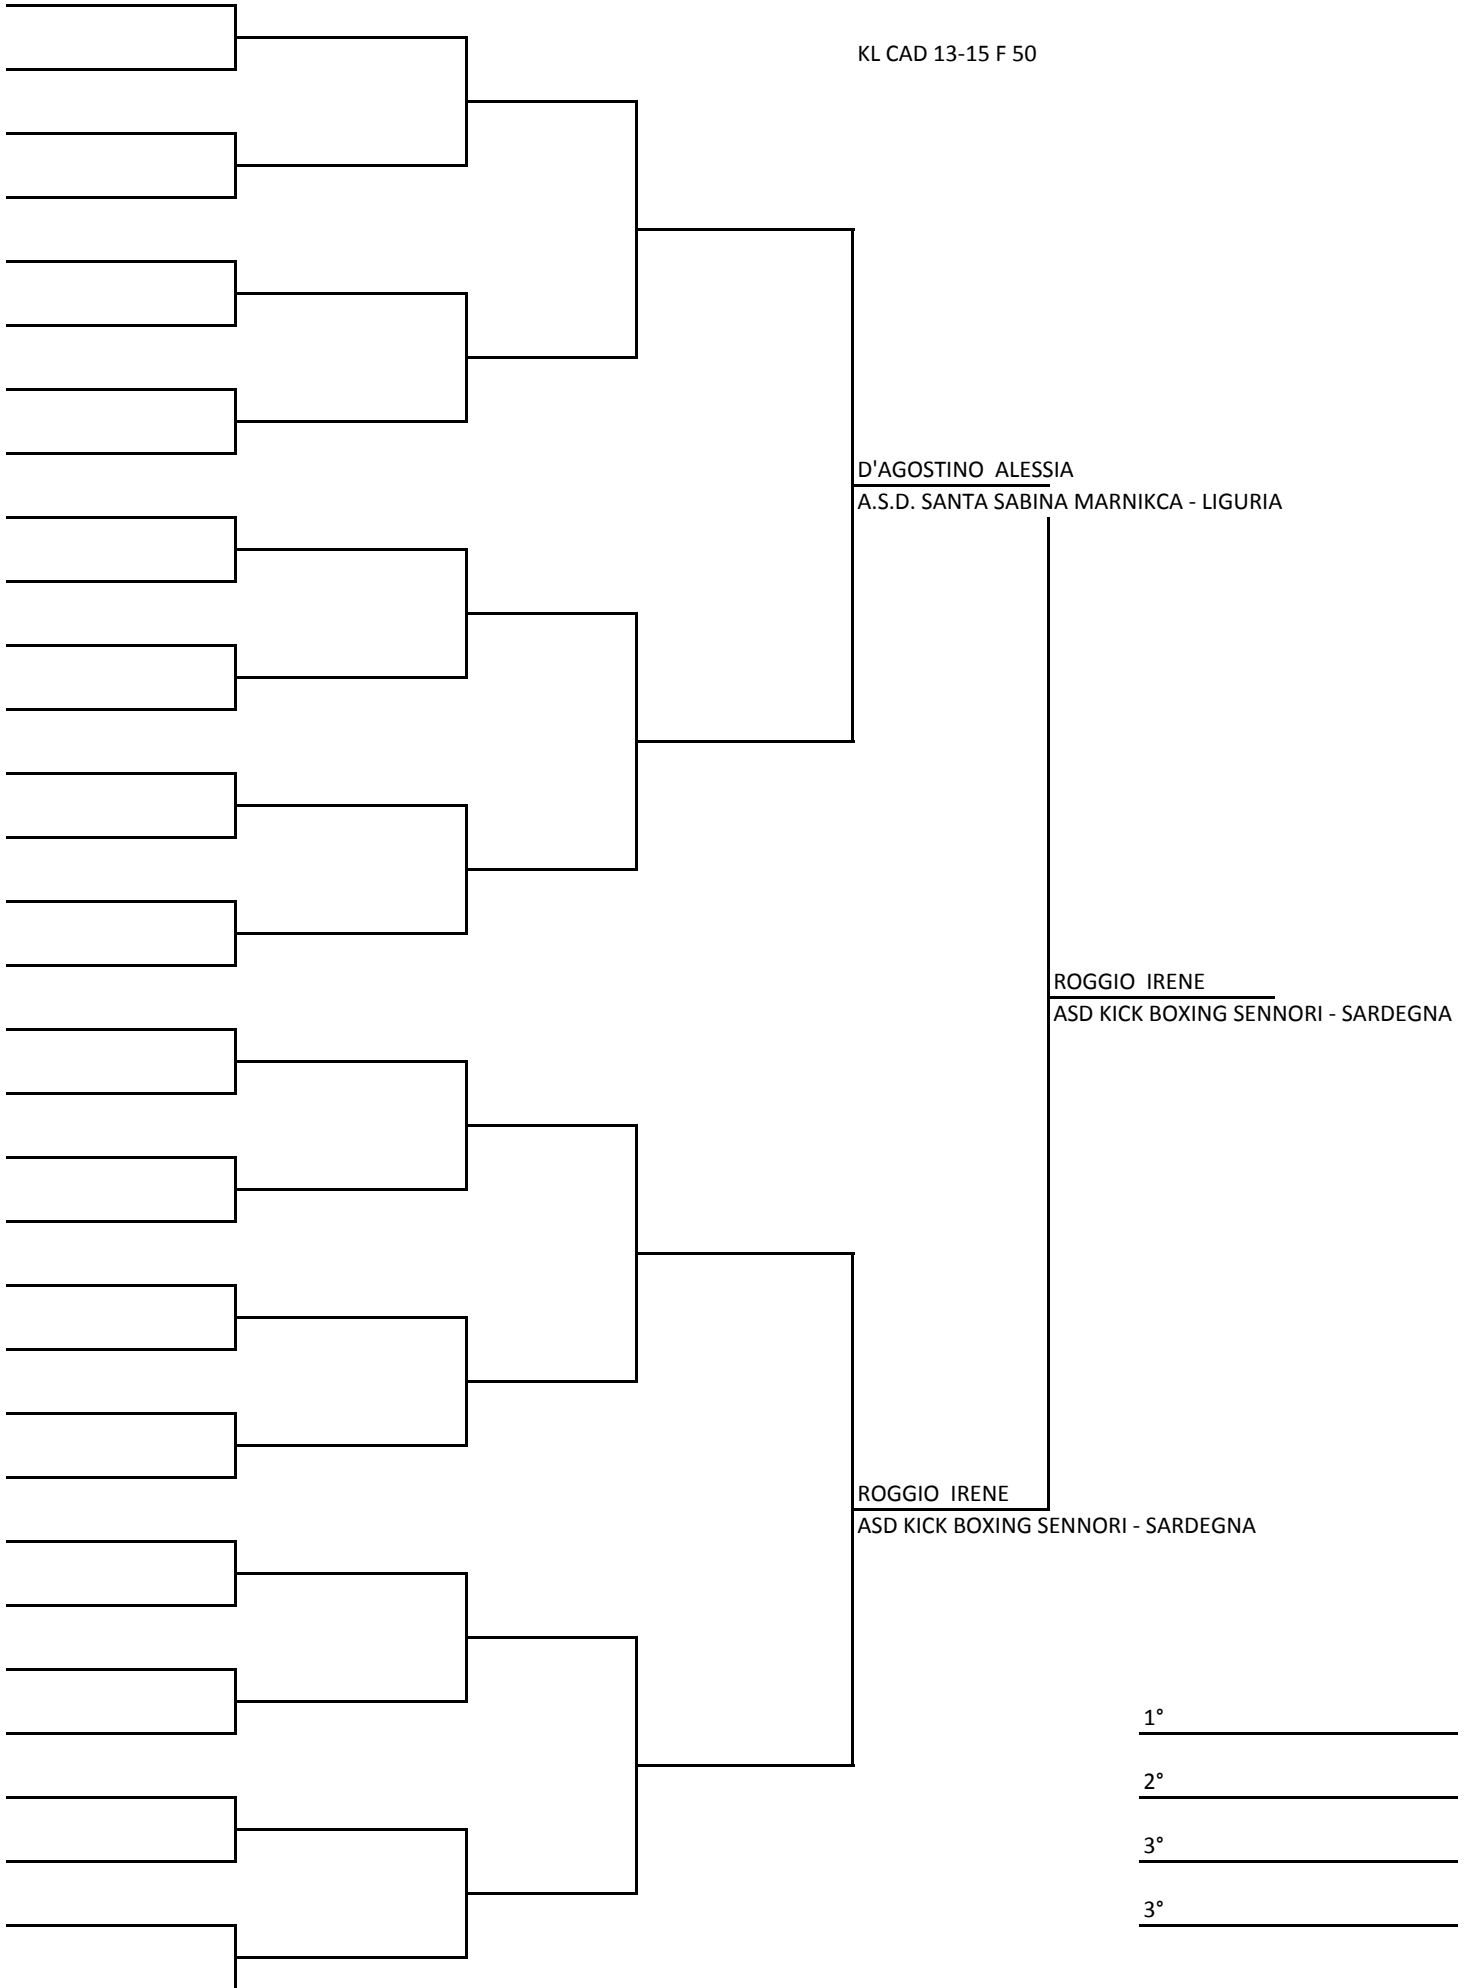 KL CAD 13-15 F 50
D'AGOSTINO  ALESSIA
A.S.D. SANTA SABINA MARNIKCA - LIGURIA
ROGGIO  IRENE
ASD KICK BOXING SENNORI - SARDEGNA
ROGGIO  IRENE
ASD KICK BOXING SENNORI - SARDEGNA
1°
2°
3°
3°